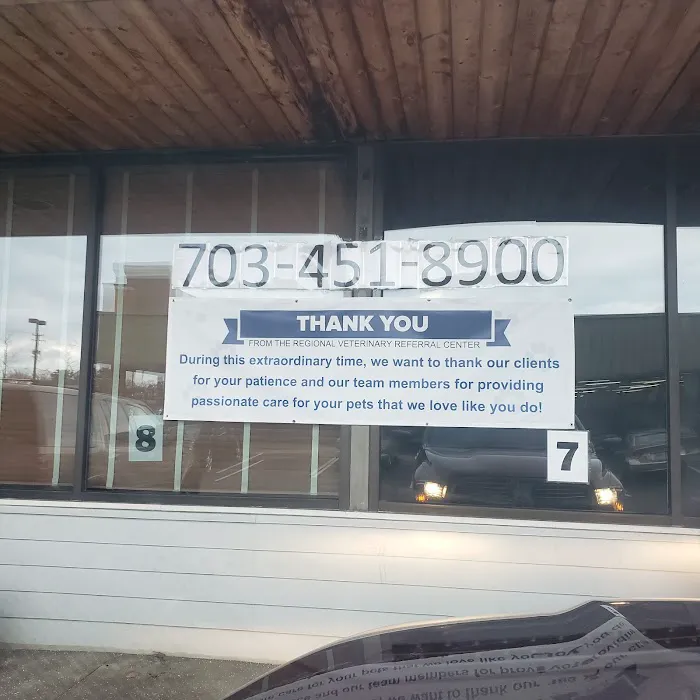 703-451-8900
THANK YOU
FROM THE REGIONAL VETERINARY REFERRAL CENTER
During this extraordinary time, we want to thank our clients
for your patience and our team members for providing
passionate care for your pets that we love like you do!
8
7